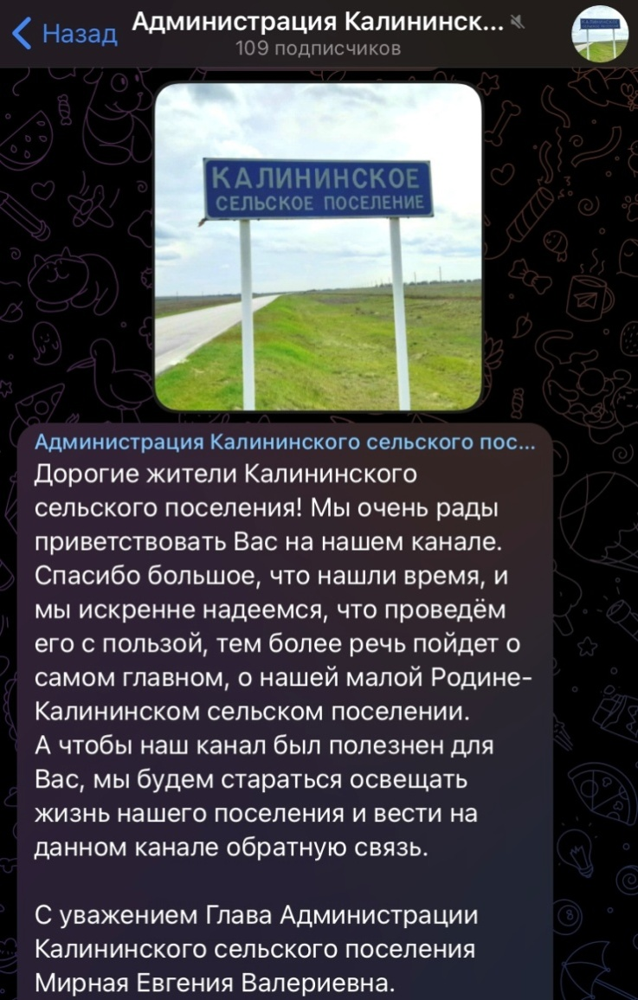 Назад
Администрация Калининск...
109 подписчиков
КАЛИНИНСКОЕ
СЕЛЬСКОЕ ПОСЕЛЕНИЕ
Администрация Калининского сельского пос...
Дорогие жители Калининского
сельского поселения! Мы очень рады
приветствовать Вас на нашем канале.
Спасибо большое, что нашли время, и
мы искренне надеемся, что проведём
его с пользой, тем более речь пойдет о
самом главном, о нашей малой Родине-
Калининском сельском поселении.
А чтобы наш канал был полезнен для
Вас, мы будем стараться освещать
жизнь нашего поселения и вести на
данном канале обратную связь.
С уважением Глава Администрации
Калининского сельского поселения
Мирная Евгения Валериевна.